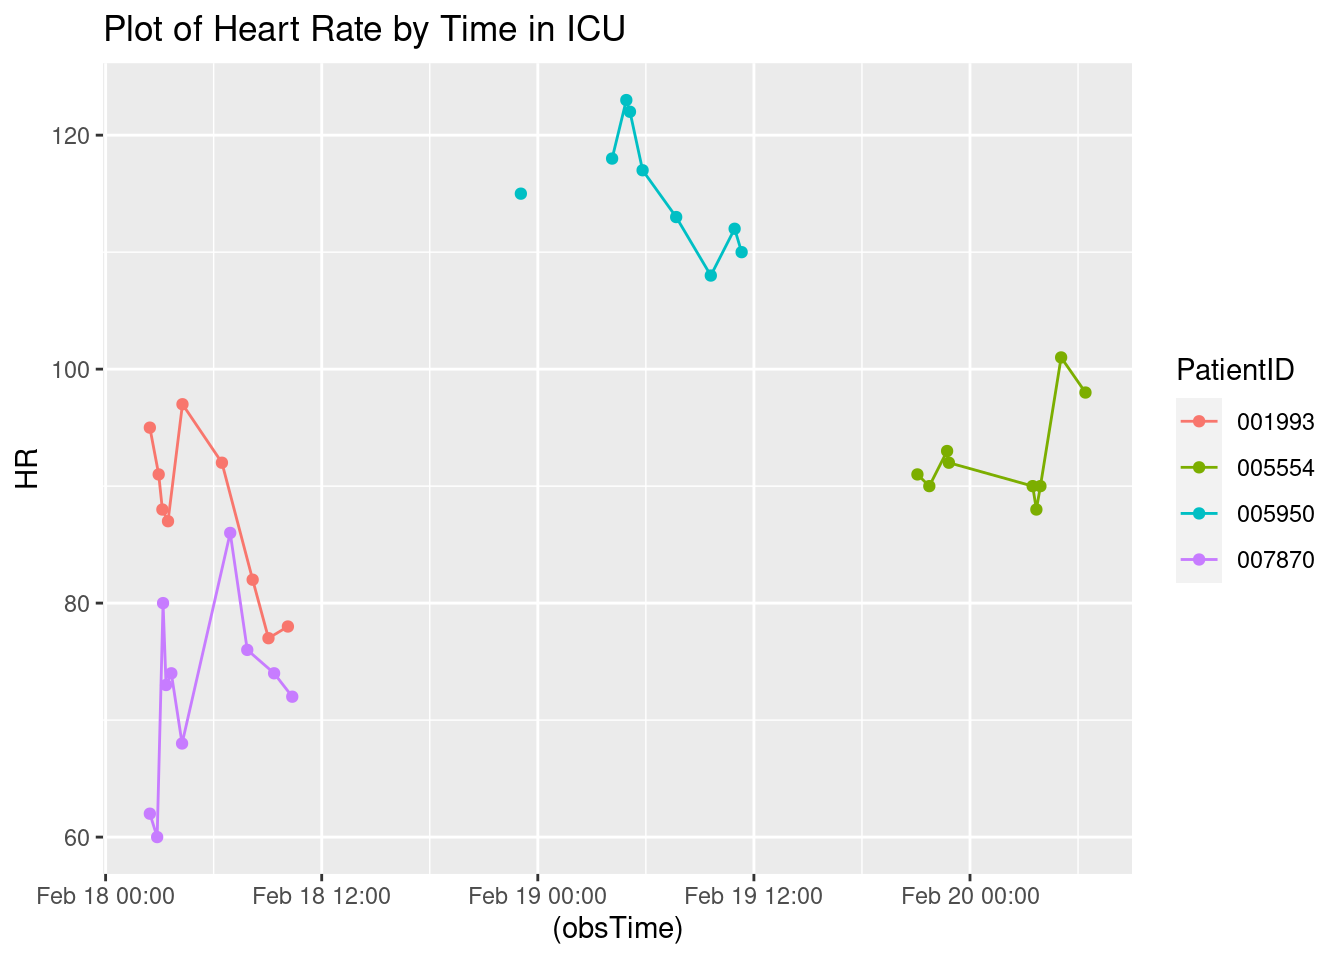 Plot of Heart Rate by Time in ICU
120
100
80
60
HR
Feb 18 00:00
Feb 18 12:00
Feb 19 00:00
Feb 19 12:00
Feb 20 00:00
(obsTime)
PatientID
001993
005554
005950
007870